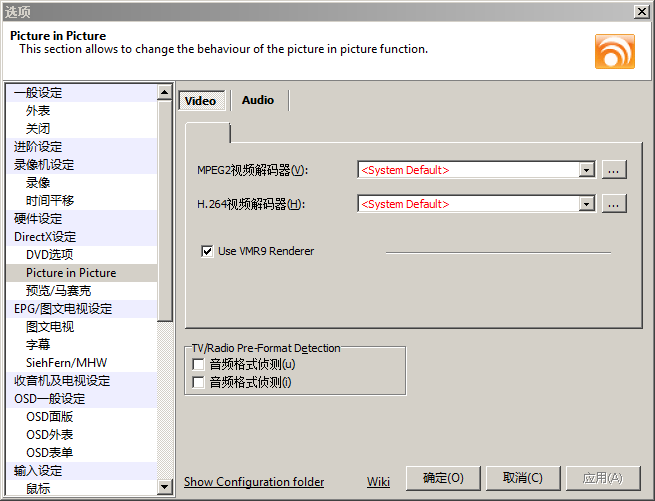 选项
Picture in Picture
This section allows to change the behaviour of the picture in picture function.
一般设定
外表
关闭
进阶设定
录像机设定
录像
时间平移
硬件设定
DirectX设定
DVD选项
Picture in Picture
预览/马赛克
EPG/图文电视设定
图文电视
字幕
SiehFern/MHW
收音机及电视设定
OSD一般设定
OSD面版
OSD外表
OSD表单
输入设定
鼠标
Video
Audio
MPEG2视频解码器(V):
<System Default>
...
H.264视频解码器(H):
<System Default>
...
Use VMR9 Renderer
TV/Radio Pre-Format Detection
音频格式侦测(u)
音频格式侦测(i)
Show Configuration folder
Wiki
确定(O)
取消(C)
应用(A)